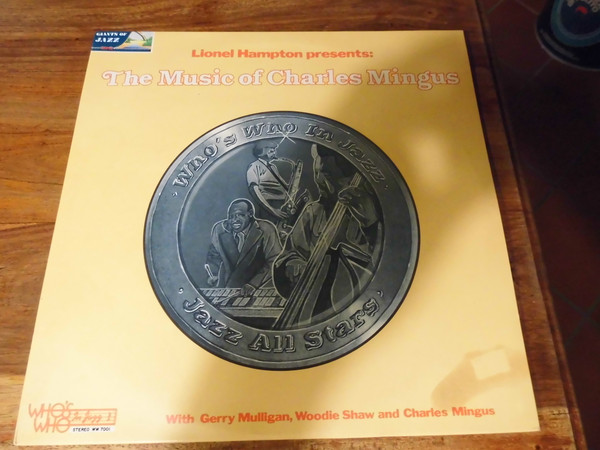 GIANTS OF
JAZZ
Lionel Hampton presents:
The Music of Charles Mingus
WHO'S WHO IN JAZZ
Jazz All Stars
WHO'S
WHO in Jazz
STEREO WW 7001
With Gerry Mulligan, Woodie Shaw and Charles Mingus